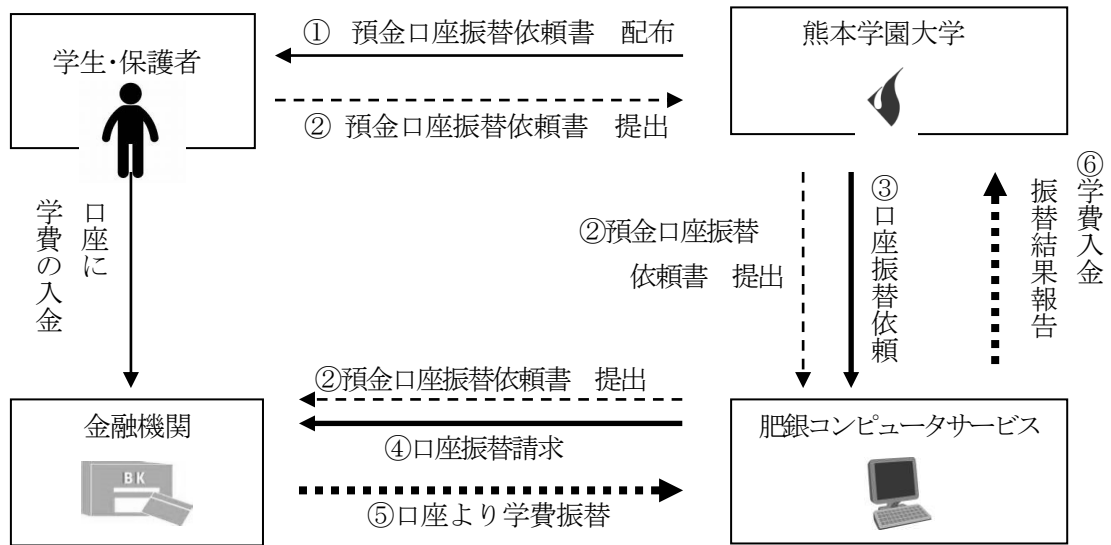 ① 預金口座振替依頼書 配布
学生・保護者
熊本学園大学
② 預金口座振替依頼書 提出
口座に
学費の入金
②預金口座振替
依頼書 提出
③口座振替依頼
⑥学費入金
振替結果報告
②預金口座振替依頼書 提出
金融機関
BK
④口座振替請求
⑤口座より学費振替
肥銀コンピュータサービス